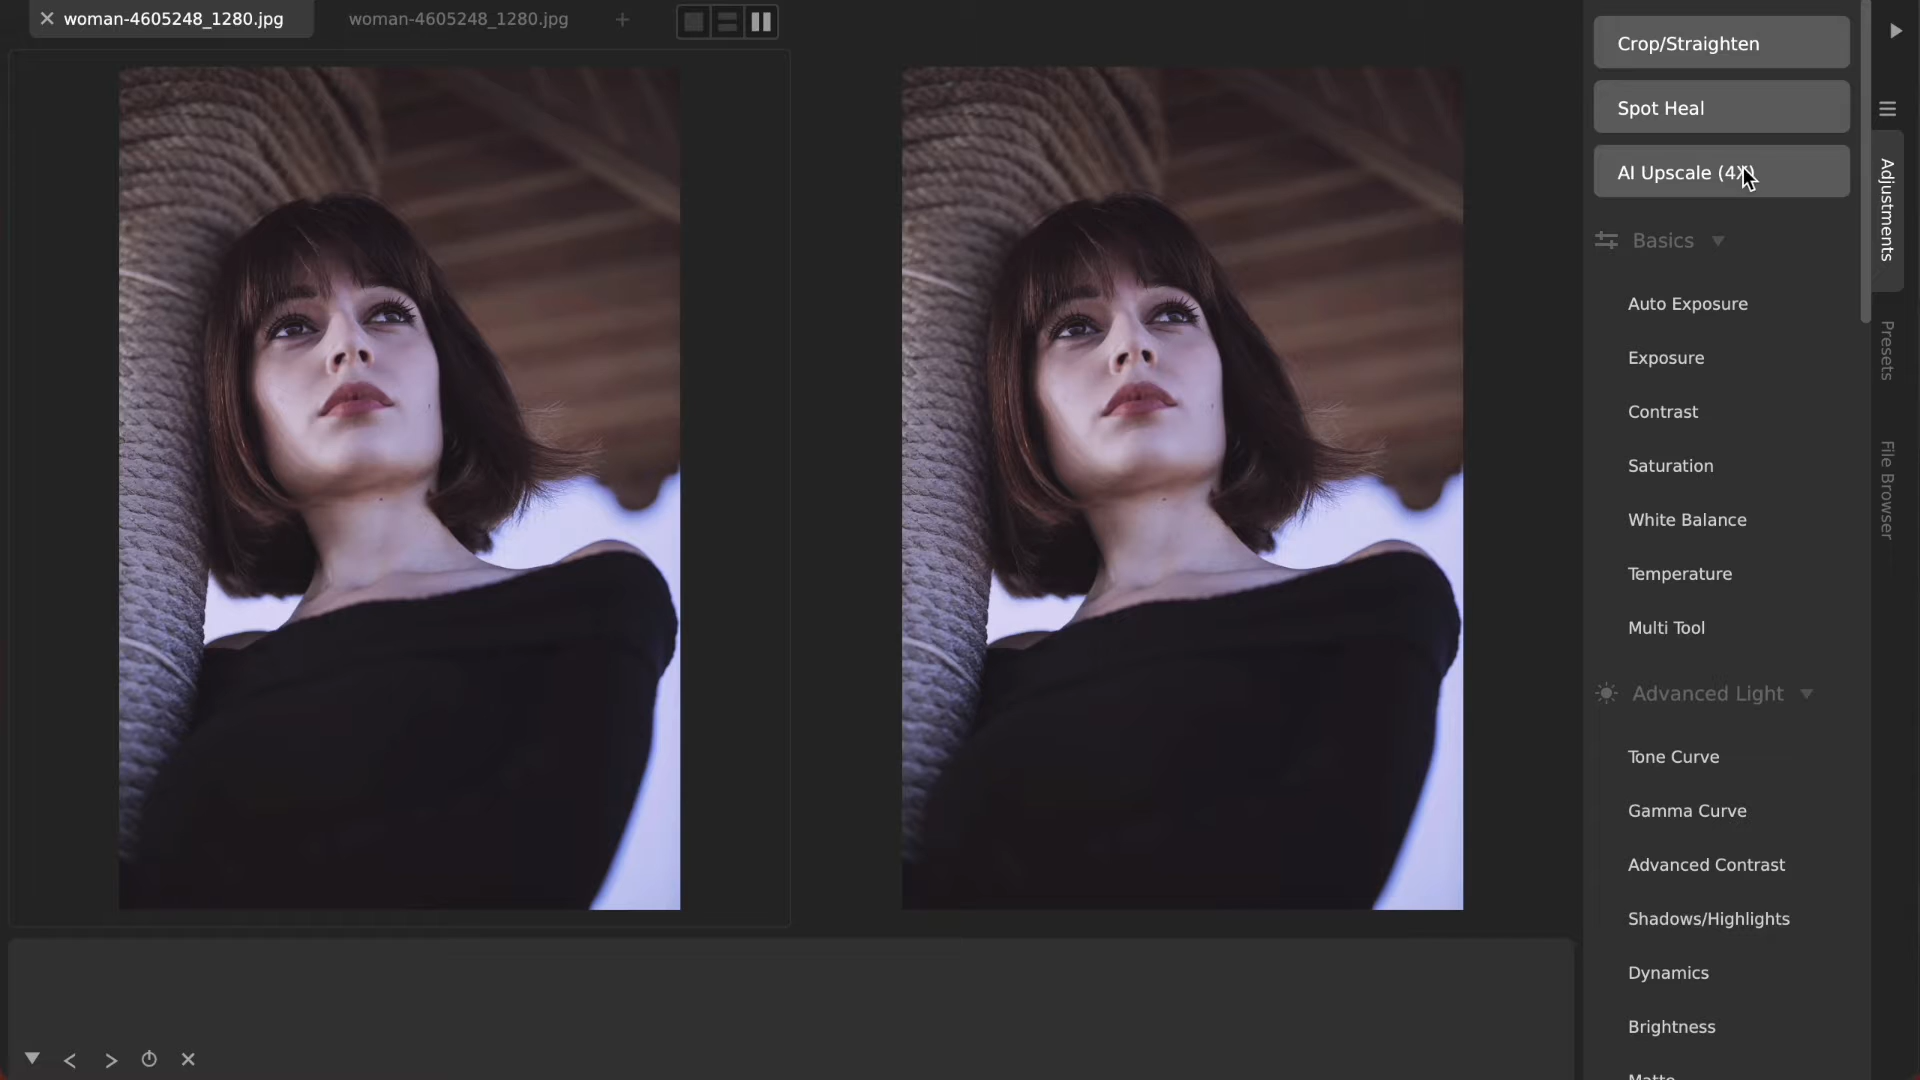 woman-4605248_1280.jpg
woman-4605248_1280.jpg
Crop/Straighten
Spot Heal
AI Upscale (4X)
Basics
Auto Exposure
Exposure
Contrast
Saturation
White Balance
Temperature
Multi Tool
Advanced Light
Tone Curve
Gamma Curve
Advanced Contrast
Shadows/Highlights
Dynamics
Brightness
Matte
Adjustments
Presets
File Browser